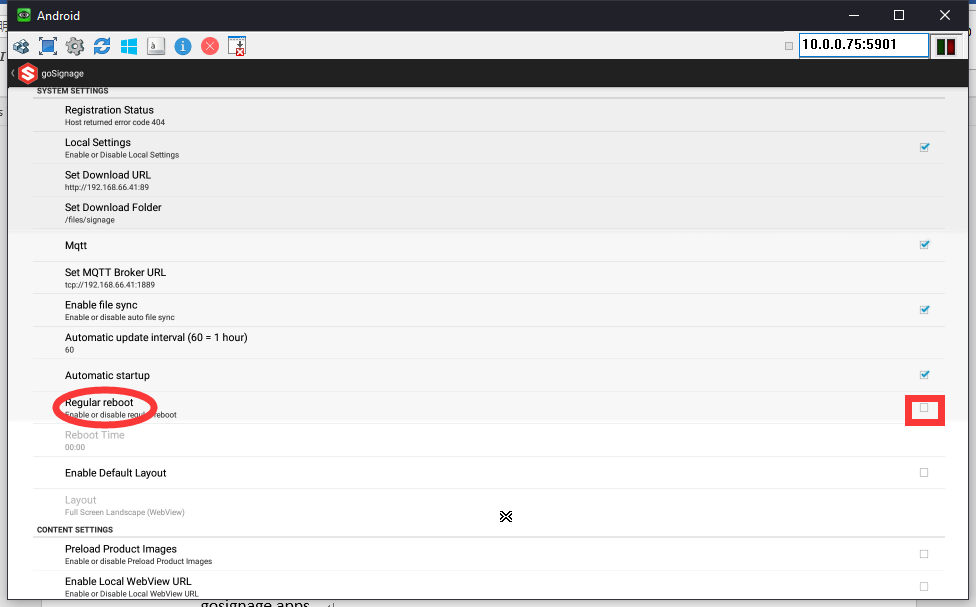 Android
10.0.0.75:5901
goSignage
SYSTEM SETTINGS
Registration Status
Host returned error code 404
Local Settings
Enable or Disable Local Settings
Set Download URL
http://192.168.66.41:89
Set Download Folder
/files/signage
Mqtt
Set MQTT Broker URL
tcp://192.168.66.41:1889
Enable file sync
Enable or disable auto file sync
Automatic update interval (60 = 1 hour)
60
Automatic startup
Regular reboot
Enable or disable regular reboot
Reboot Time
00:00
Enable Default Layout
Layout
Full Screen Landscape (WebView)
CONTENT SETTINGS
Preload Product Images
Enable or disable Preload Product Images
Enable Local WebView URL
Enable or Disable Local WebView URL
gosignage apps